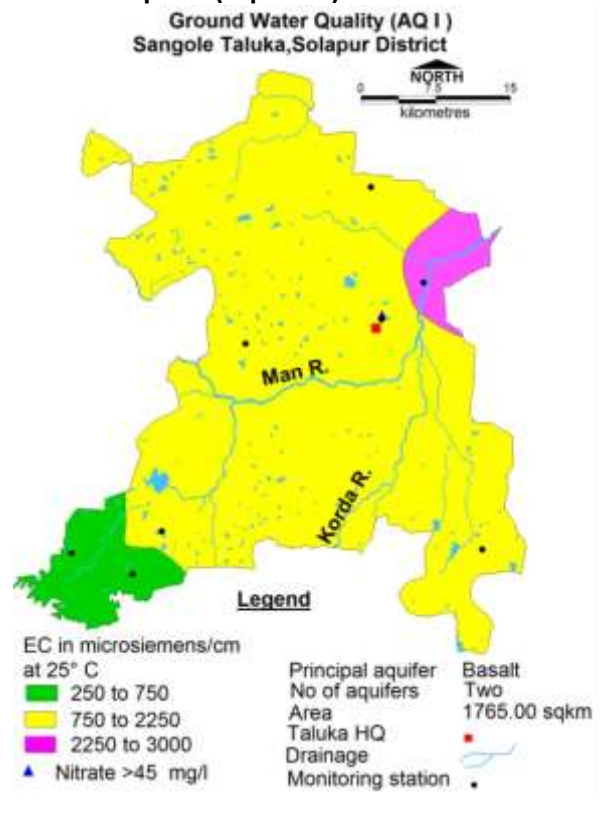 Ground Water Quality (AQ I )
Sangole Taluka,Solapur District
NORTH
0 7.5 15
kilometres
Man R.
Korda R.
Legend
EC in microsiemens/cm
at 25° C
250 to 750
750 to 2250
2250 to 3000
Nitrate >45 mg/l
Principal aquifer Basalt
No of aquifers Two
Area 1765.00 sqkm
Taluka HQ
Drainage
Monitoring station